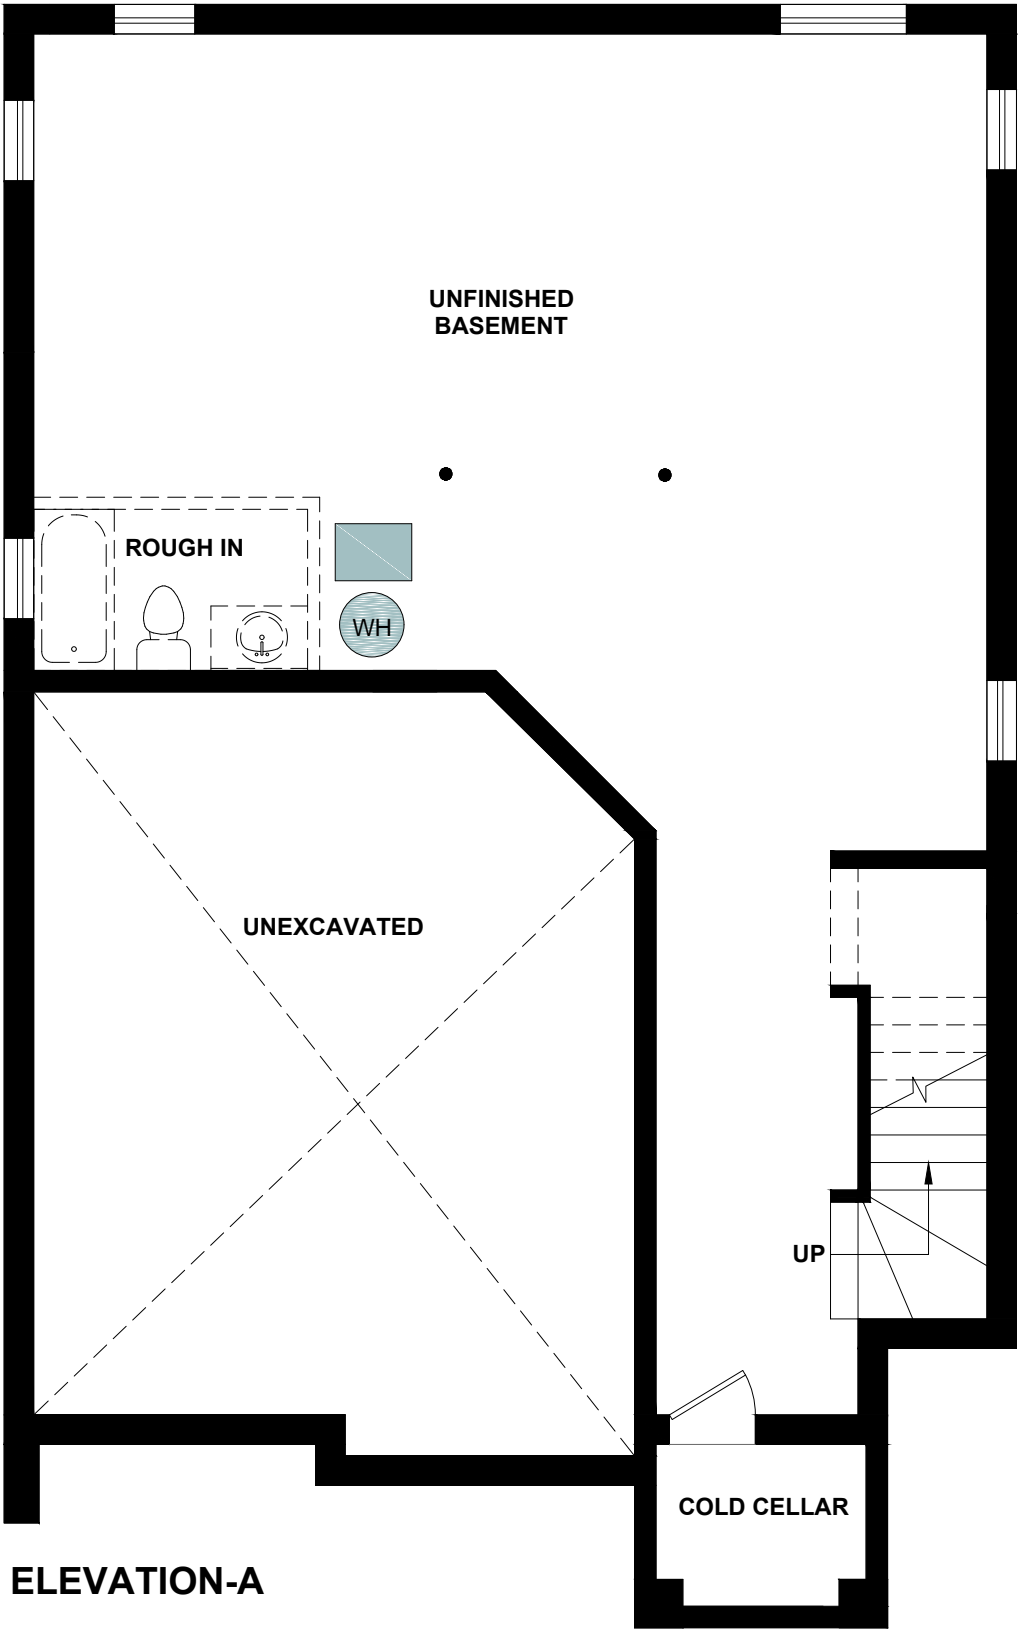 UNFINISHED
BASEMENT
ROUGH IN
WH
UNEXCAVATED
UP
COLD CELLAR
ELEVATION-A